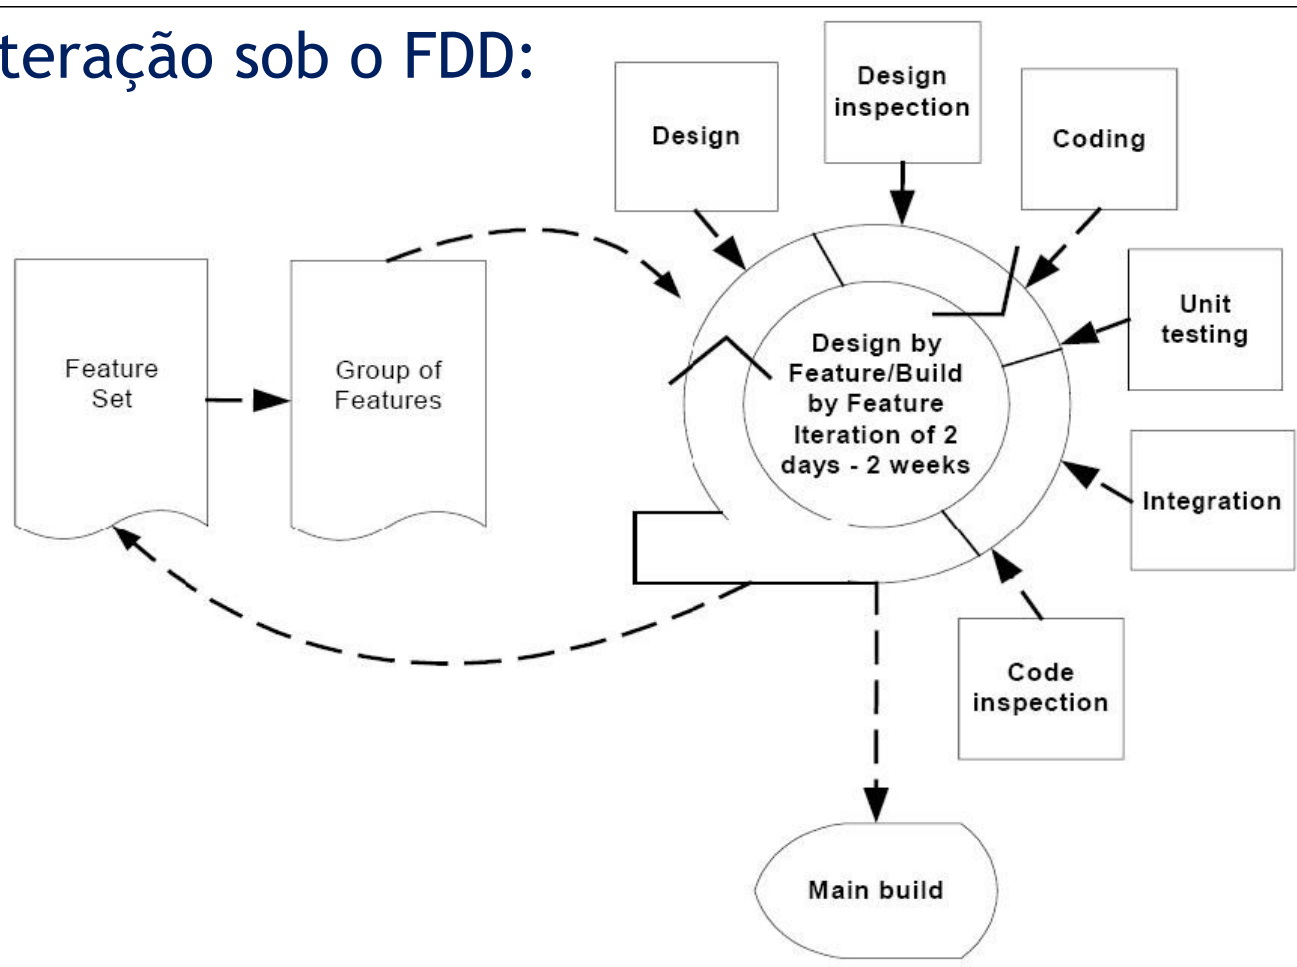 teração sob o FDD:
Design
Design
inspection
Coding
Unit
testing
Feature
Set
Group of
Features
Design by
Feature/Build
by Feature
Iteration of 2
days - 2 weeks
Integration
Code
inspection
Main build